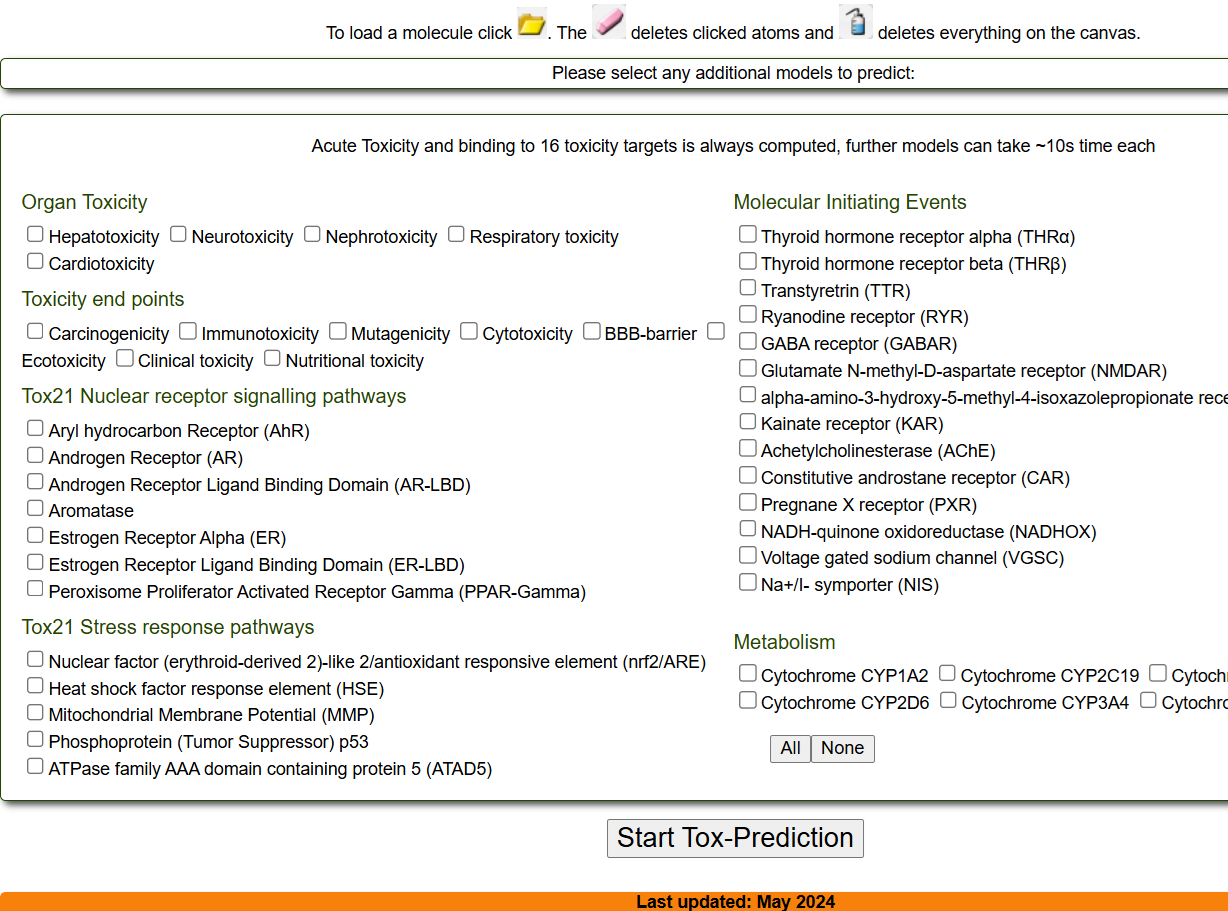 To load a molecule click . The deletes clicked atoms and deletes everything on the canvas.
Please select any additional models to predict:
Acute Toxicity and binding to 16 toxicity targets is always computed, further models can take ~10s time each
Organ Toxicity
Hepatotoxicity Neurotoxicity Nephrotoxicity Respiratory toxicity
Cardiotoxicity
Toxicity end points
Carcinogenicity Immunotoxicity Mutagenicity Cytotoxicity BBB-barrier
Ecotoxicity Clinical toxicity Nutritional toxicity
Tox21 Nuclear receptor signalling pathways
Aryl hydrocarbon Receptor (AhR)
Androgen Receptor (AR)
Androgen Receptor Ligand Binding Domain (AR-LBD)
Aromatase
Estrogen Receptor Alpha (ER)
Estrogen Receptor Ligand Binding Domain (ER-LBD)
Peroxisome Proliferator Activated Receptor Gamma (PPAR-Gamma)
Tox21 Stress response pathways
Nuclear factor (erythroid-derived 2)-like 2/antioxidant responsive element (nrf2/ARE)
Heat shock factor response element (HSE)
Mitochondrial Membrane Potential (MMP)
Phosphoprotein (Tumor Suppressor) p53
ATPase family AAA domain containing protein 5 (ATAD5)
Molecular Initiating Events
Thyroid hormone receptor alpha (THRα)
Thyroid hormone receptor beta (THRβ)
Transtyretrin (TTR)
Ryanodine receptor (RYR)
GABA receptor (GABAR)
Glutamate N-methyl-D-aspartate receptor (NMDAR)
alpha-amino-3-hydroxy-5-methyl-4-isoxazolepropionate rece
Kainate receptor (KAR)
Achetylcholinesterase (AChE)
Constitutive androstane receptor (CAR)
Pregnane X receptor (PXR)
NADH-quinone oxidoreductase (NADHOX)
Voltage gated sodium channel (VGSC)
Na+/I- symporter (NIS)
Metabolism
Cytochrome CYP1A2 Cytochrome CYP2C19 Cytoch
Cytochrome CYP2D6 Cytochrome CYP3A4 Cytochro
All None
Start Tox-Prediction
Last updated: May 2024